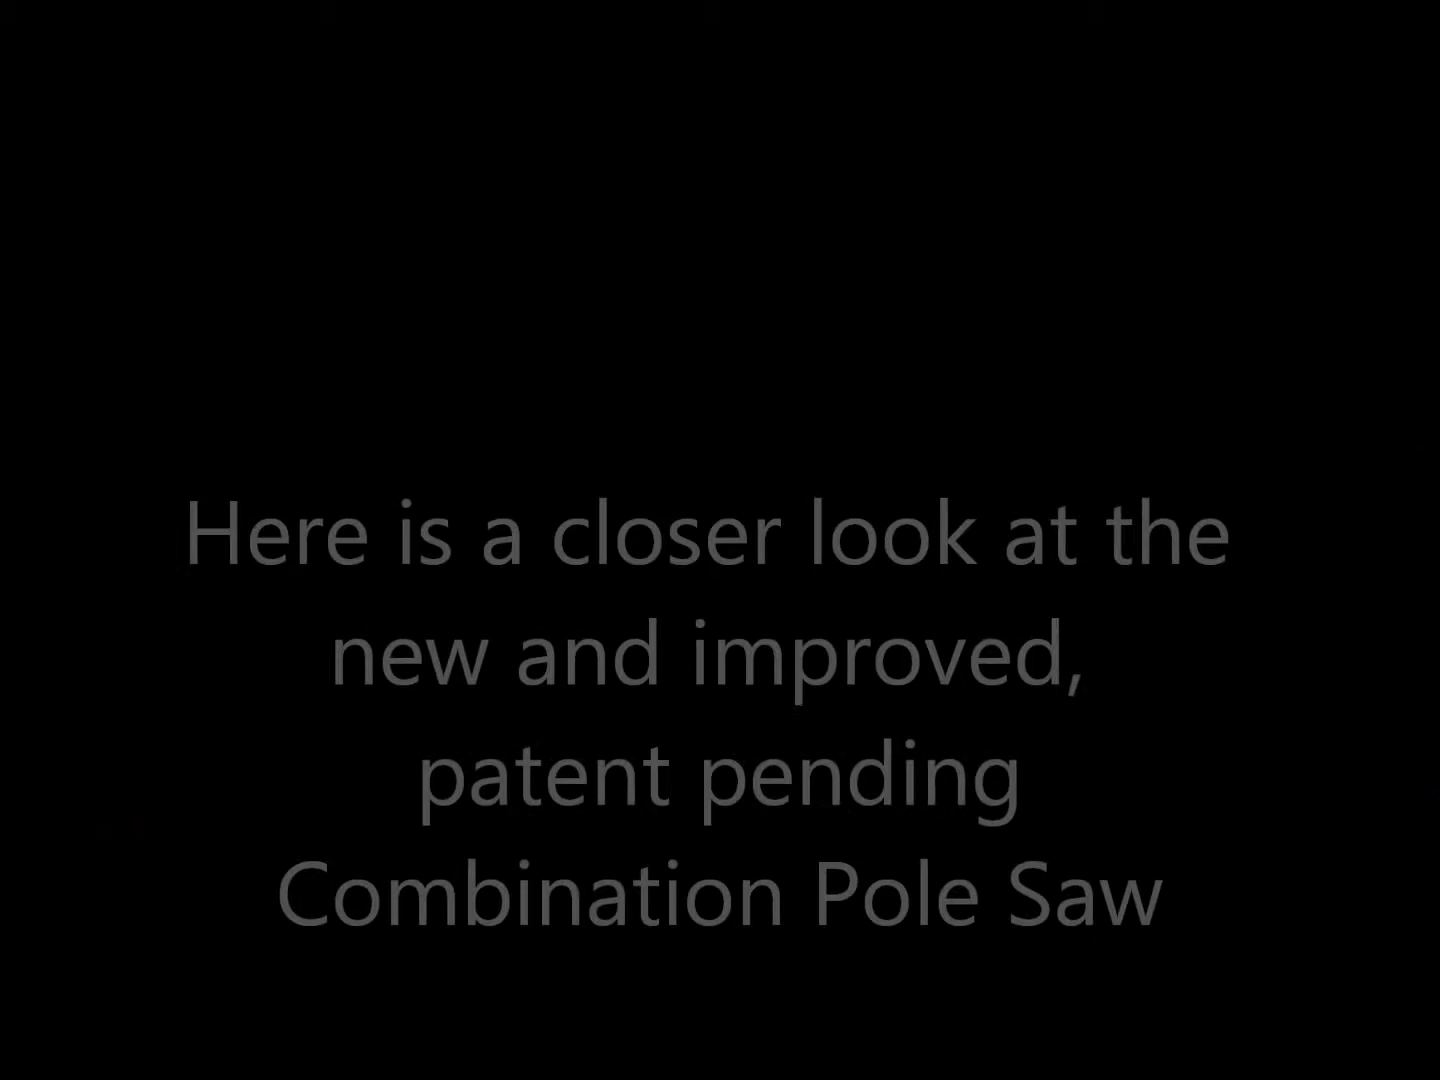 Here is a closer look at the
new and improved,
patent pending
Combination Pole Saw